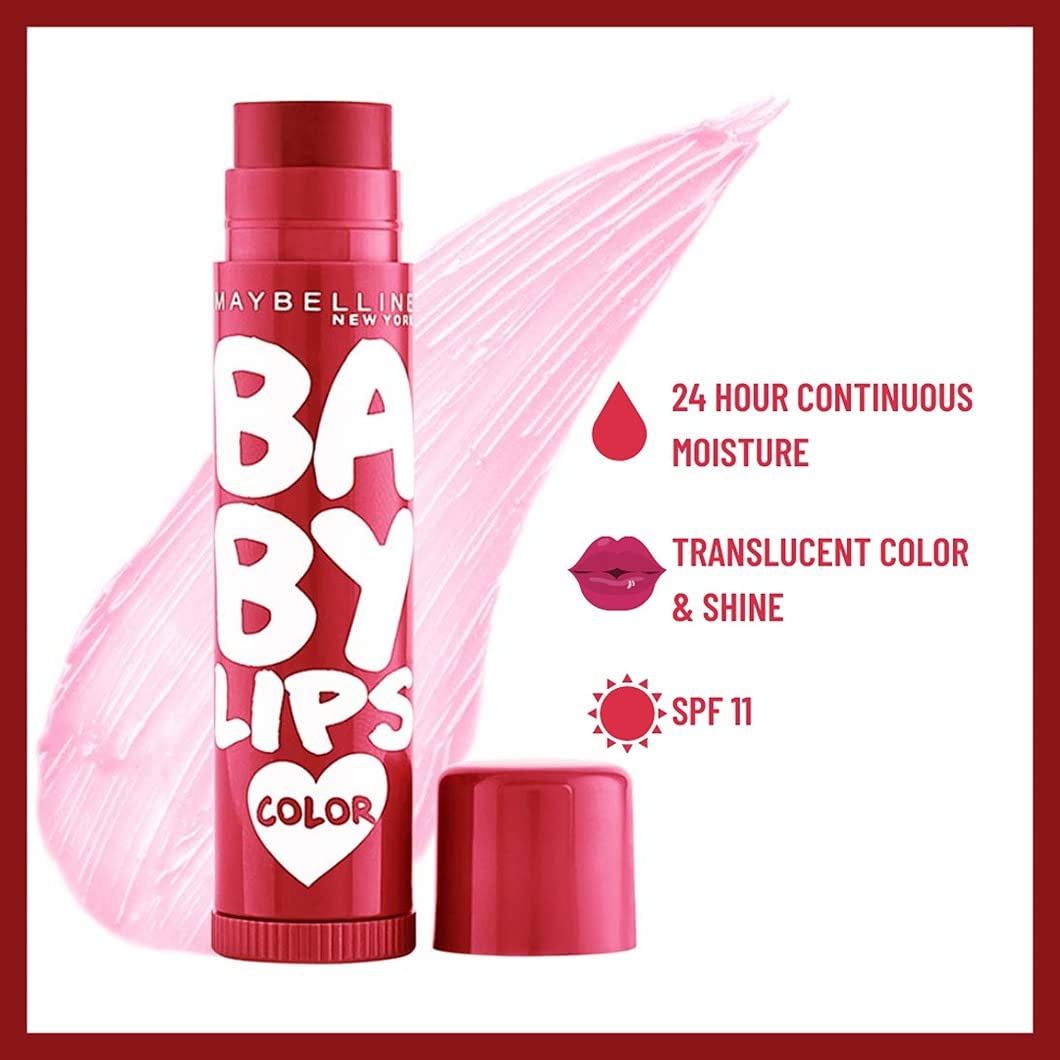 MAYBELLINE
NEW YORK
BA
BY
LIPS
COLOR
24 HOUR CONTINUOUS
MOISTURE
TRANSLUCENT COLOR
& SHINE
SPF 11